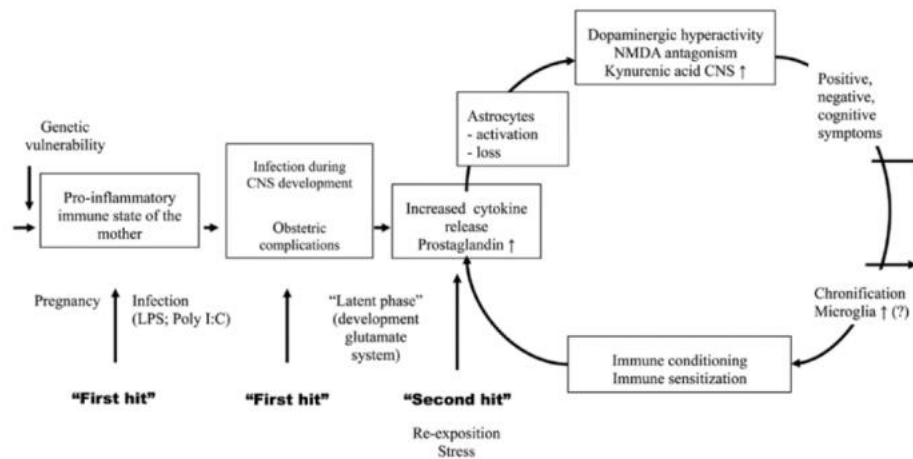 Genetic
vulnerability
Pro-inflammatory
immune state of the
mother
Pregnancy
Infection
(LPS; Poly I:C)
"First hit"
Infection during
CNS development
Obstetric
complications
"First hit"
"Latent phase"
(development
glutamate
system)
Increased cytokine
release
Prostaglandin ↑
"Second hit"
Re-exposition
Stress
Astrocytes
- activation
- loss
Dopaminergic hyperactivity
NMDA antagonism
Kynurenic acid CNS ↑
Positive,
negative,
cognitive
symptoms
Chronification
Microglia ↑ (?)
Immune conditioning
Immune sensitization